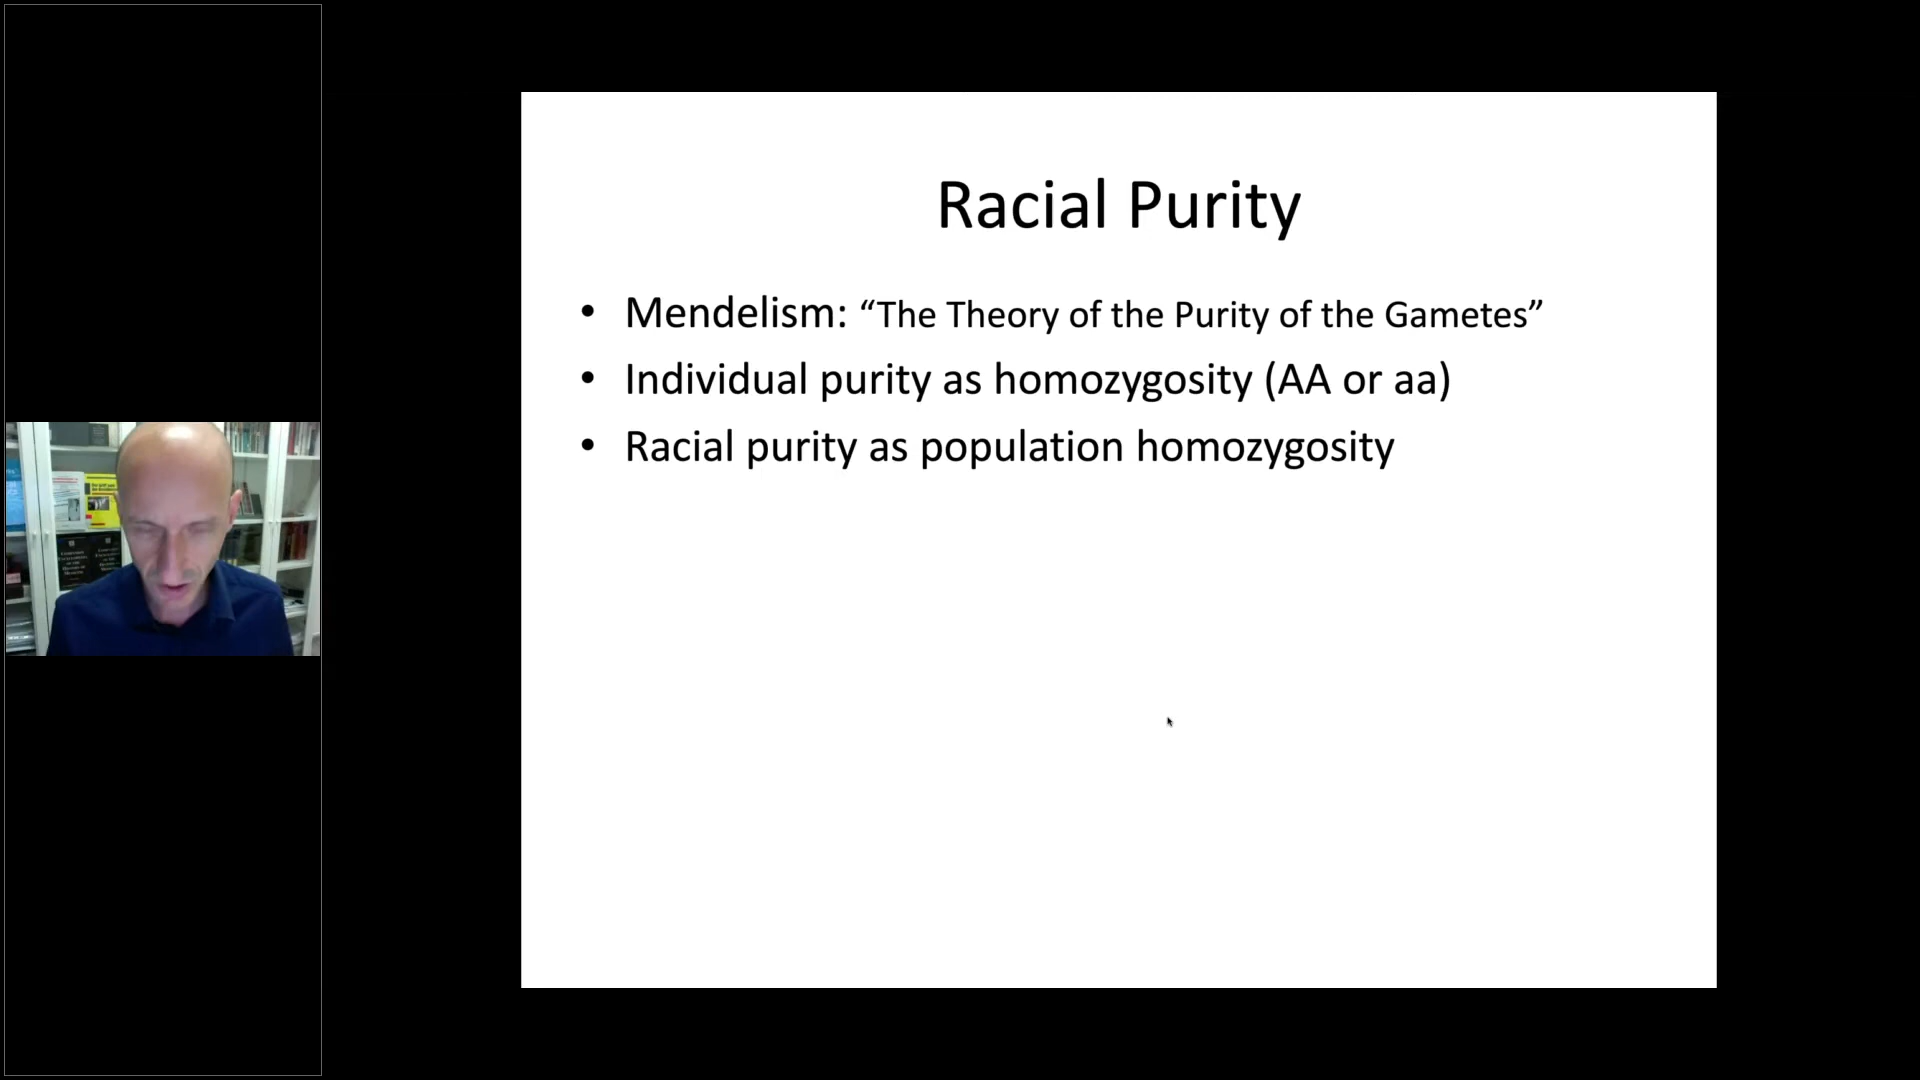 Racial Purity
• Mendelism: “The Theory of the Purity of the Gametes”
• Individual purity as homozygosity (AA or aa)
• Racial purity as population homozygosity